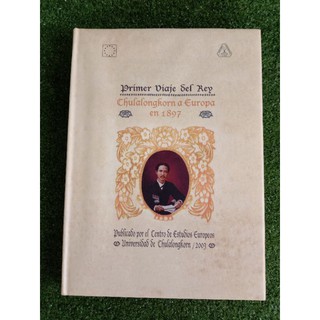 Primer Viaje del Rey
Chulalongkorn a Europa
en 1897
Publicado por el Centro de Estudios Europeos
Universidad de Chulalongkorn / 2003